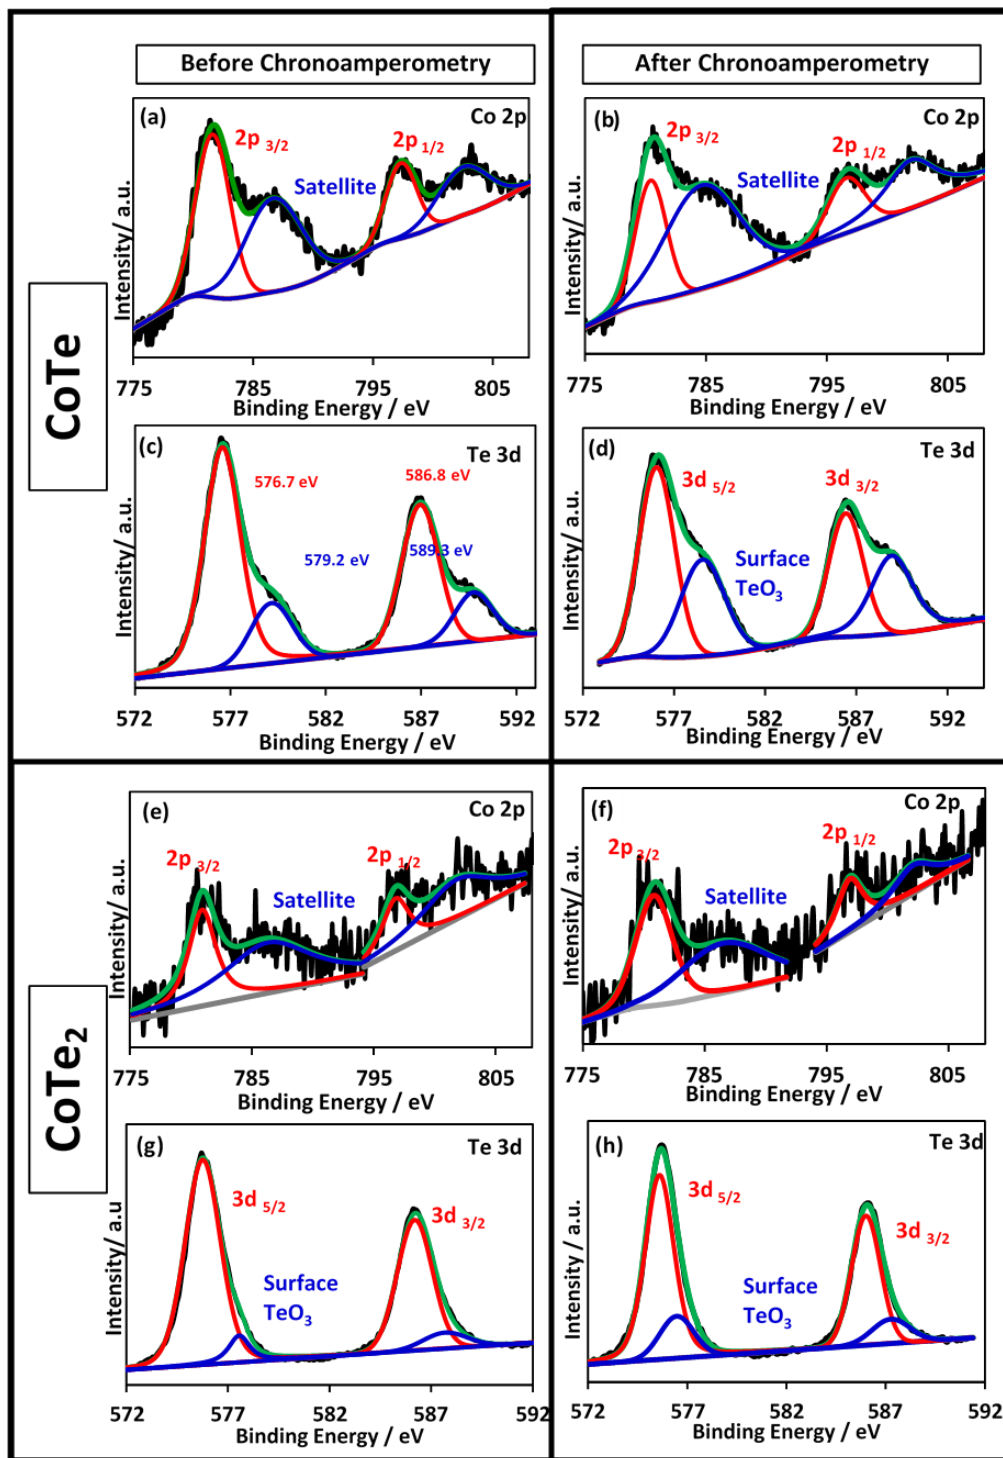 Before Chronoamperometry
After Chronoamperometry
CoTe
(a)
Co 2p
2p 3/2
2p 1/2
Satellite
Intensity/ a.u.
775 785 795 805
Binding Energy / eV
(b)
Co 2p
2p 3/2
2p 1/2
Satellite
Intensity/ a.u.
775 785 795 805
Binding Energy / eV
(c)
Te 3d
576.7 eV
586.8 eV
579.2 eV
589.3 eV
Intensity/ a.u.
572 577 582 587 592
Binding Energy / eV
(d)
Te 3d
3d 5/2
3d 3/2
Surface
TeO3
Intensity/ a.u.
572 577 582 587 592
Binding Energy / eV
CoTe2
(e)
Co 2p
2p 3/2
2p 1/2
Satellite
Intensity/ a.u
775 785 795 805
Binding Energy / eV
(f)
Co 2p
2p 3/2
2p 1/2
Satellite
Intensity/ a.u.
775 785 795 805
Binding Energy / eV
(g)
Te 3d
3d 5/2
3d 3/2
Surface
TeO3
Intensity/ a.u
572 577 582 587 592
Binding Energy / eV
(h)
Te 3d
3d 5/2
3d 3/2
Surface
TeO3
Intensity/ a.u.
572 577 582 587 592
Binding Energy / eV